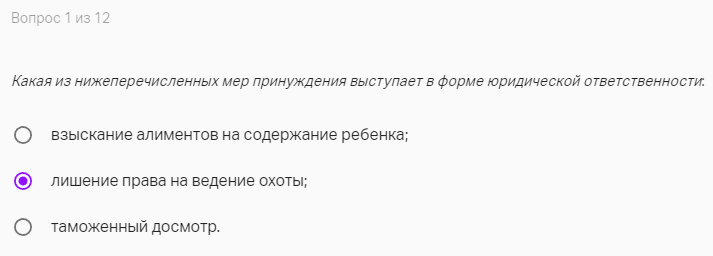 Вопрос 1 из 12
Какая из нижеперечисленных мер принуждения выступает в форме юридической ответственности:
взыскание алиментов на содержание ребенка;
лишение права на ведение охоты;
таможенный досмотр.